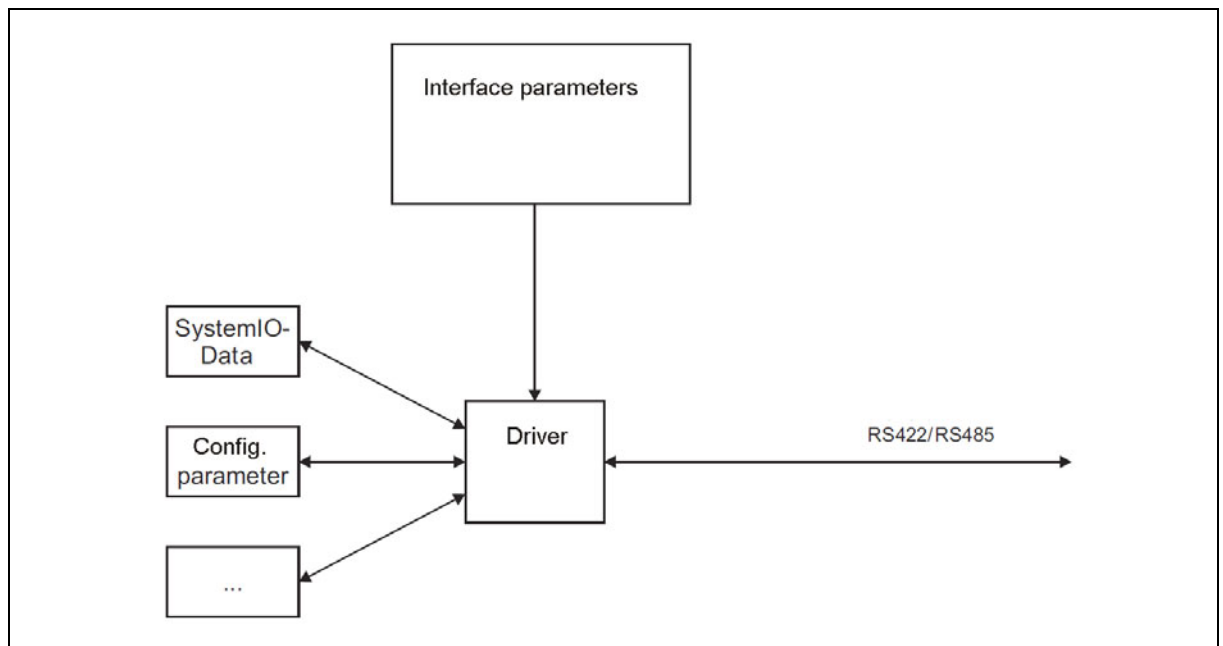 Interface parameters
SystemIO-
Data
Driver
RS422/RS485
Config.
parameter
...